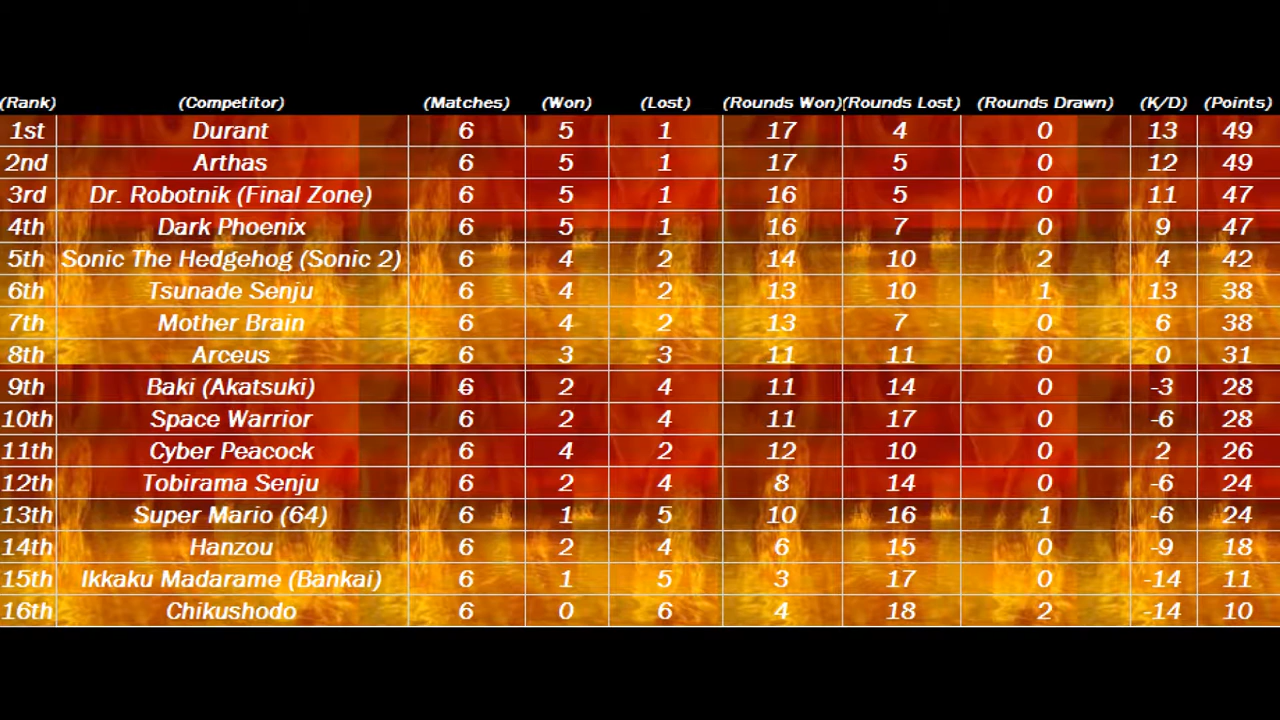 (Rank) (Competitor) (Matches) (Won) (Lost) (Rounds Won) (Rounds Lost) (Rounds Drawn) (K/D) (Points)
1st Durant 6 5 1 17 4 0 13 49
2nd Arthas 6 5 1 17 5 0 12 49
3rd Dr. Robotnik (Final Zone) 6 5 1 16 5 0 11 47
4th Dark Phoenix 6 5 1 16 7 0 9 47
5th Sonic The Hedgehog (Sonic 2) 6 4 2 14 10 2 4 42
6th Tsunade Senju 6 4 2 13 10 1 13 38
7th Mother Brain 6 4 2 13 7 0 6 38
8th Arceus 6 3 3 11 11 0 0 31
9th Baki (Akatsuki) 6 2 4 11 14 0 -3 28
10th Space Warrior 6 2 4 11 17 0 -6 28
11th Cyber Peacock 6 4 2 12 10 0 2 26
12th Tobirama Senju 6 2 4 8 14 0 -6 24
13th Super Mario (64) 6 1 5 10 16 1 -6 24
14th Hanzou 6 2 4 6 15 0 -9 18
15th Ikkaku Madarame (Bankai) 6 1 5 3 17 0 -14 11
16th Chikushodo 6 0 6 4 18 2 -14 10